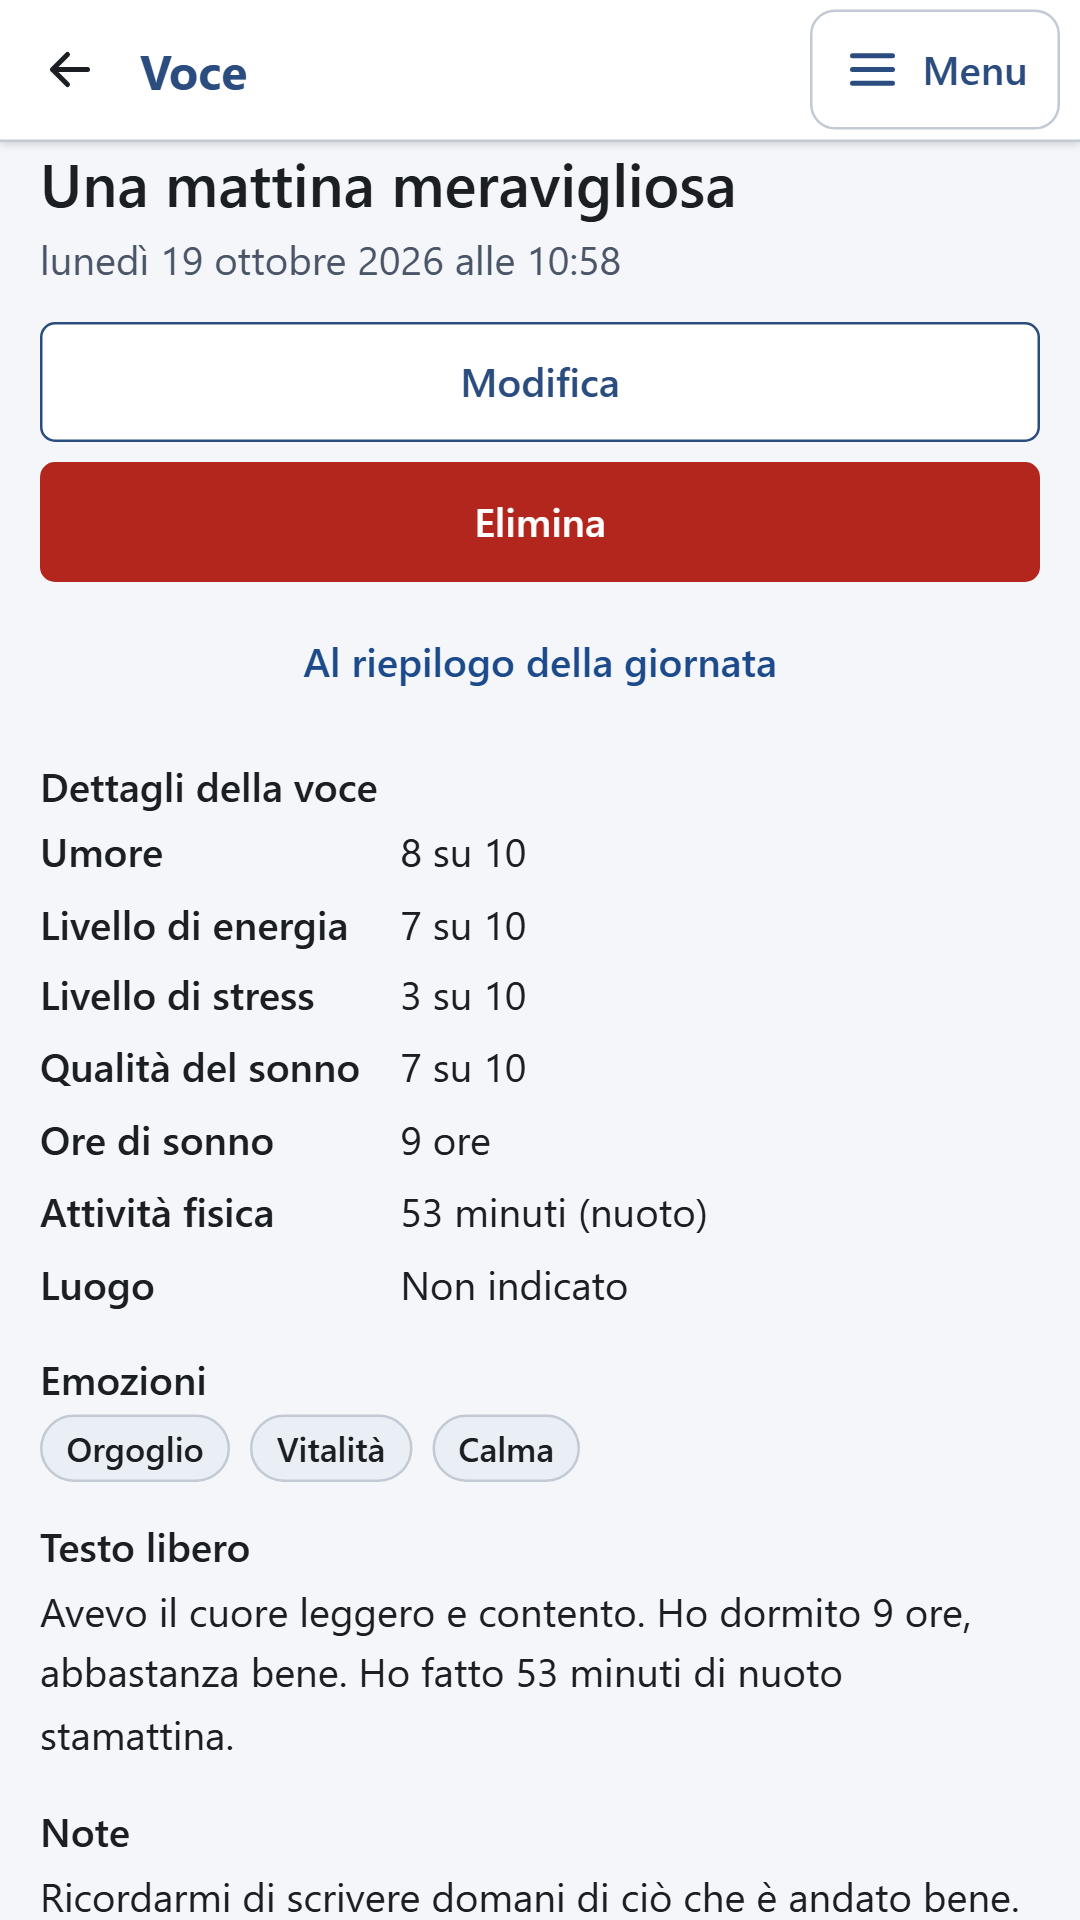 Voce
Menu
Una mattina meravigliosa
lunedì 19 ottobre 2026 alle 10:58
Modifica
Elimina
Al riepilogo della giornata
Dettagli della voce
Umore 8 su 10
Livello di energia 7 su 10
Livello di stress 3 su 10
Qualità del sonno 7 su 10
Ore di sonno 9 ore
Attività fisica 53 minuti (nuoto)
Luogo Non indicato
Emozioni
Orgoglio Vitalità Calma
Testo libero
Avevo il cuore leggero e contento. Ho dormito 9 ore,
abbastanza bene. Ho fatto 53 minuti di nuoto
stamattina.
Note
Ricordarmi di scrivere domani di ciò che è andato bene.